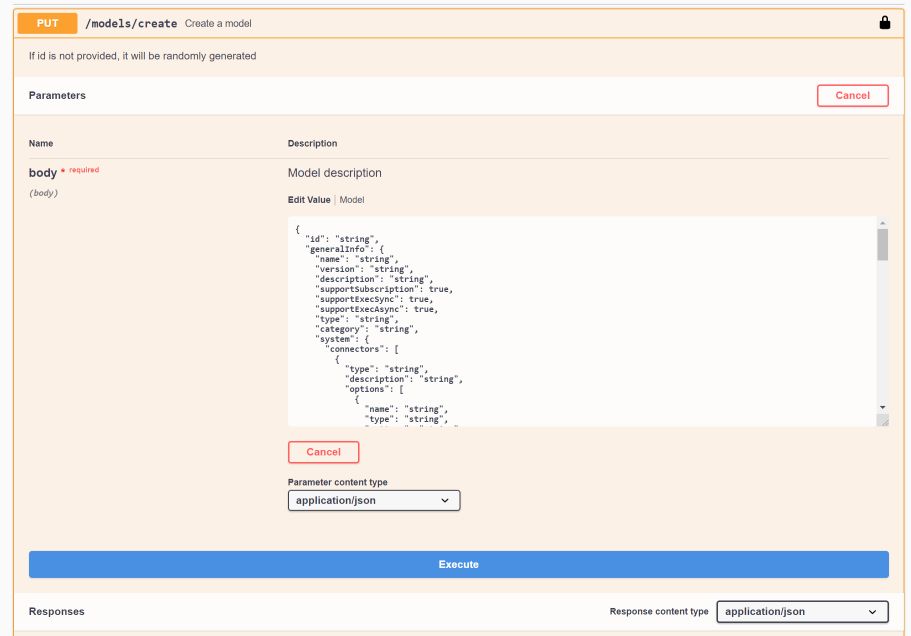 PUT /models/create Create a model
If id is not provided, it will be randomly generated
Parameters Cancel
Name Description
body * required Model description
(body)
Edit Value | Model
{
"id": "string",
"generalInfo": {
"name": "string",
"version": "string",
"description": "string",
"supportSubscription": true,
"supportExecSync": true,
"supportExecAsync": true,
"type": "string",
"category": "string",
"system": {
"connectors": [
{
"type": "string",
"description": "string",
"options": [
{
"name": "string",
"type": "string",
Cancel
Parameter content type
application/json
Execute
Responses Response content type application/json